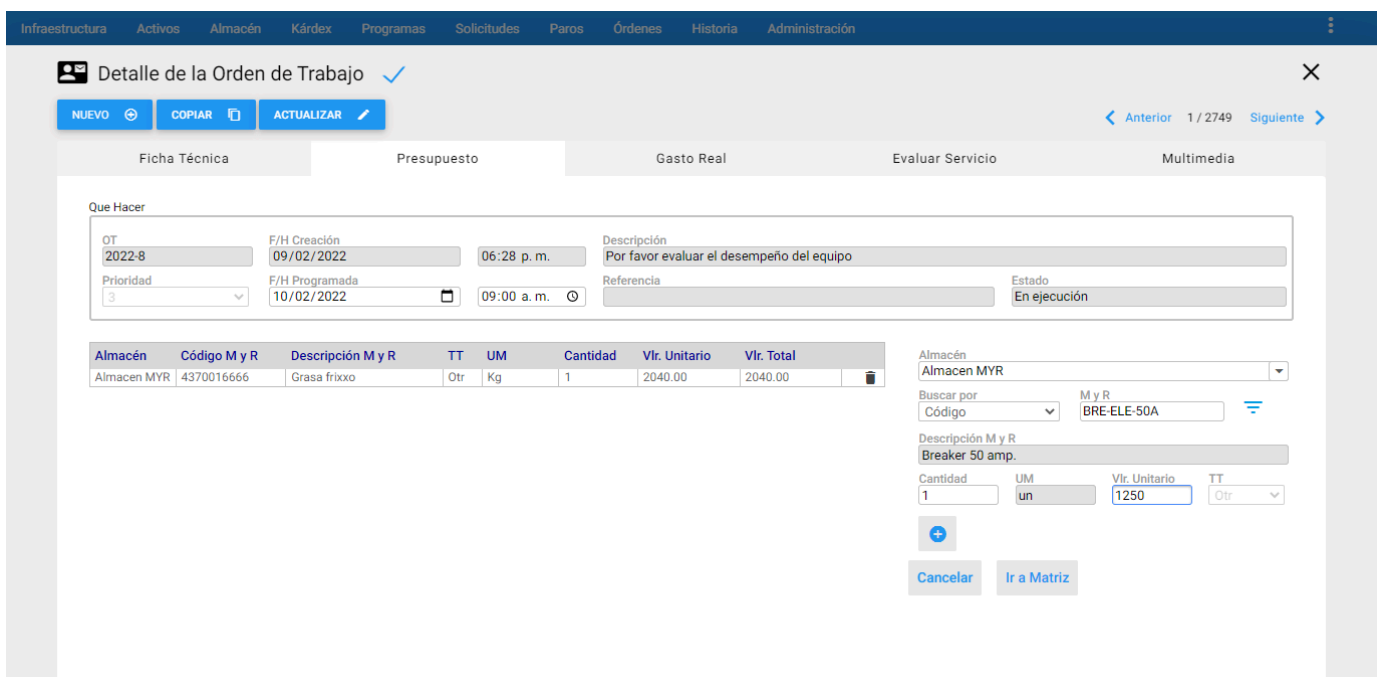 Infraestructura Activos Almacén Kárdex Programas Solicitudes Paros Órdenes Historia Administración
Detalle de la Orden de Trabajo
NUEVO COPIAR ACTUALIZAR
Anterior 1 / 2749 Siguiente
Ficha Técnica Presupuesto Gasto Real Evaluar Servicio Multimedia
Que Hacer
OT F/H Creación Descripción
2022-8 09/02/2022 06:28 p. m. Por favor evaluar el desempeño del equipo
Prioridad F/H Programada Referencia Estado
3 10/02/2022 09:00 a. m. En ejecución
Almacén Código M y R Descripción M y R TT UM Cantidad Vlr. Unitario Vlr. Total
Almacen MYR 4370016666 Grasa frixxo Otr Kg 1 2040.00 2040.00
Almacén
Almacen MYR
Buscar por M y R
Código BRE-ELE-50A
Descripción M y R
Breaker 50 amp.
Cantidad UM Vlr. Unitario TT
1 un 1250 Otr
Cancelar Ir a Matriz